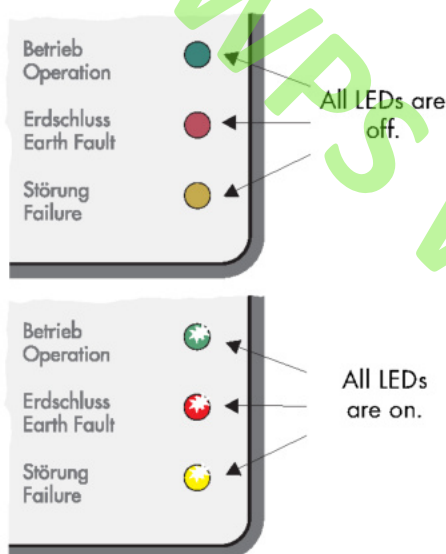 Betrieb
Operation
Erdschluss
Earth Fault
Störung
Failure
All LEDs are
off.
WPS
Betrieb
Operation
Erdschluss
Earth Fault
Störung
Failure
All LEDs
are on.